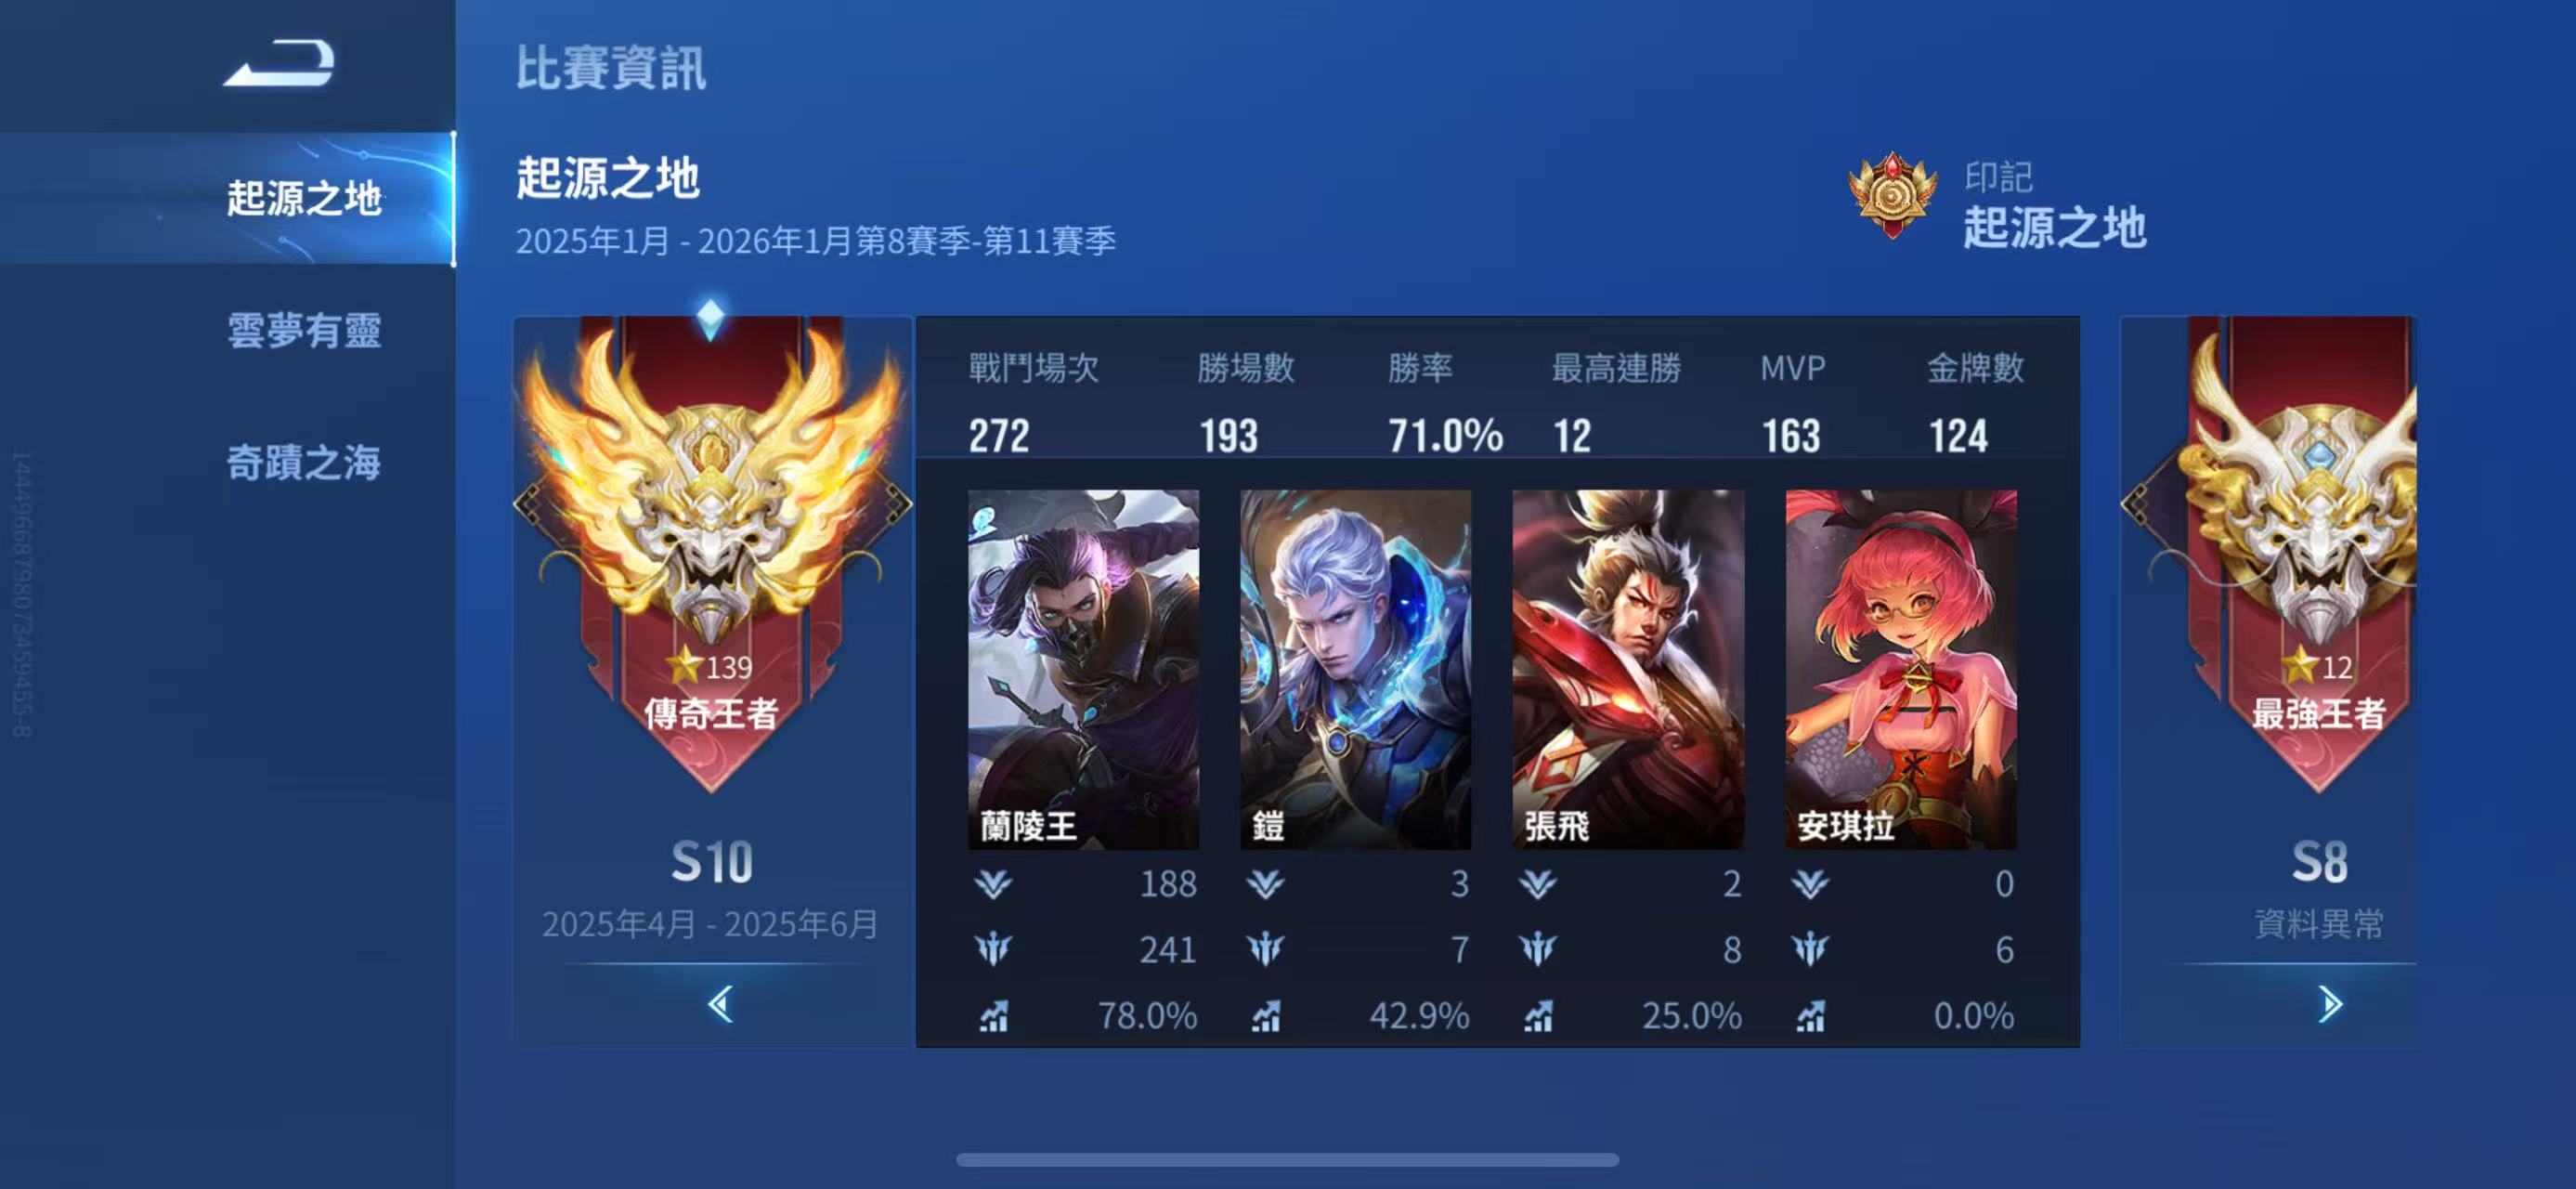 比賽資訊
起源之地
雲夢有靈
奇蹟之海
起源之地
2025年1月 - 2026年1月第8賽季-第11賽季
印記
起源之地
139
傳奇王者
S10
2025年4月 - 2025年6月
戰鬥場次 勝場數 勝率 最高連勝 MVP 金牌數
272 193 71.0% 12 163 124
蘭陵王 鎧 張飛 安琪拉
188 3 2 0
241 7 8 6
78.0% 42.9% 25.0% 0.0%
12
最強王者
S8
資料異常